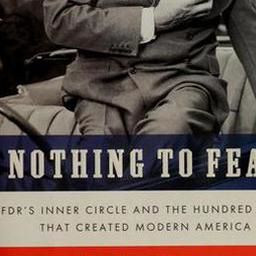 NOTHING TO FEA
FDR'S INNER CIRCLE AND THE HUNDRED
THAT CREATED MODERN AMERICA